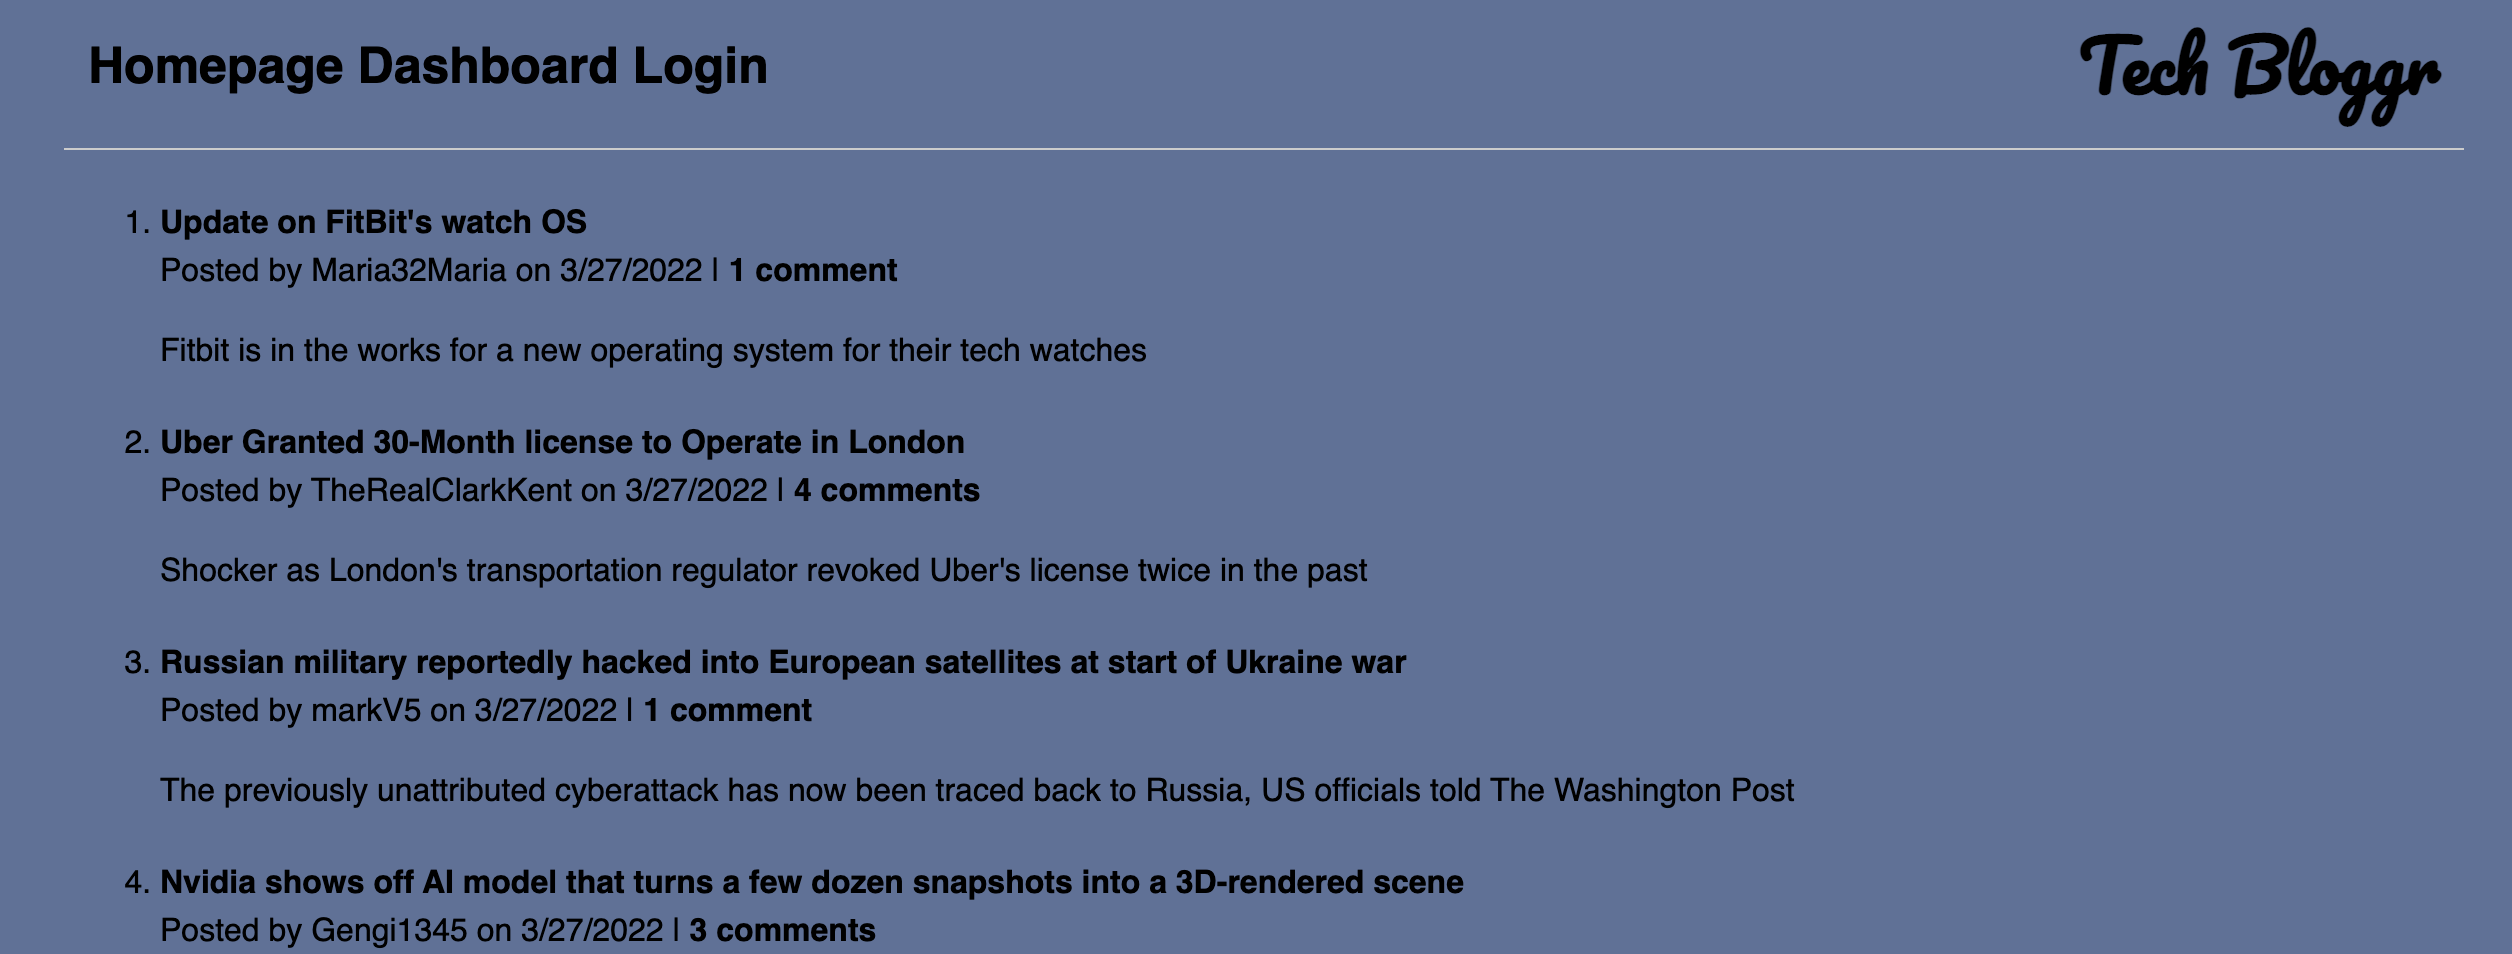 Homepage Dashboard Login
Tech Bloggr
1. Update on FitBit's watch OS
Posted by Maria32Maria on 3/27/2022 | 1 comment
Fitbit is in the works for a new operating system for their tech watches
2. Uber Granted 30-Month license to Operate in London
Posted by TheRealClarkKent on 3/27/2022 | 4 comments
Shocker as London's transportation regulator revoked Uber's license twice in the past
3. Russian military reportedly hacked into European satellites at start of Ukraine war
Posted by markV5 on 3/27/2022 | 1 comment
The previously unattributed cyberattack has now been traced back to Russia, US officials told The Washington Post
4. Nvidia shows off AI model that turns a few dozen snapshots into a 3D-rendered scene
Posted by Gengi1345 on 3/27/2022 | 3 comments